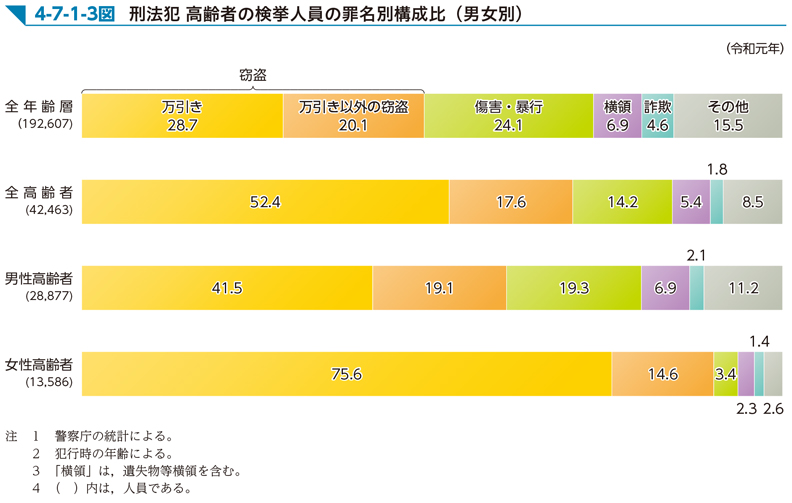 4-7-1-3図 刑法犯 高齢者の検挙人員の罪名別構成比（男女別）
（令和元年）
窃盗
全年齢層
(192,607)
万引き
28.7
万引き以外の窃盗
20.1
傷害・暴行
24.1
横領
6.9
詐欺
4.6
その他
15.5
全高齢者
(42,463)
52.4
17.6
14.2
5.4
1.8
8.5
男性高齢者
(28,877)
41.5
19.1
19.3
6.9
2.1
11.2
女性高齢者
(13,586)
75.6
14.6
3.4
2.3
1.4
2.6
注 1 警察庁の統計による。
2 犯行時の年齢による。
3 「横領」は，遺失物等横領を含む。
4 （ ）内は，人員である。